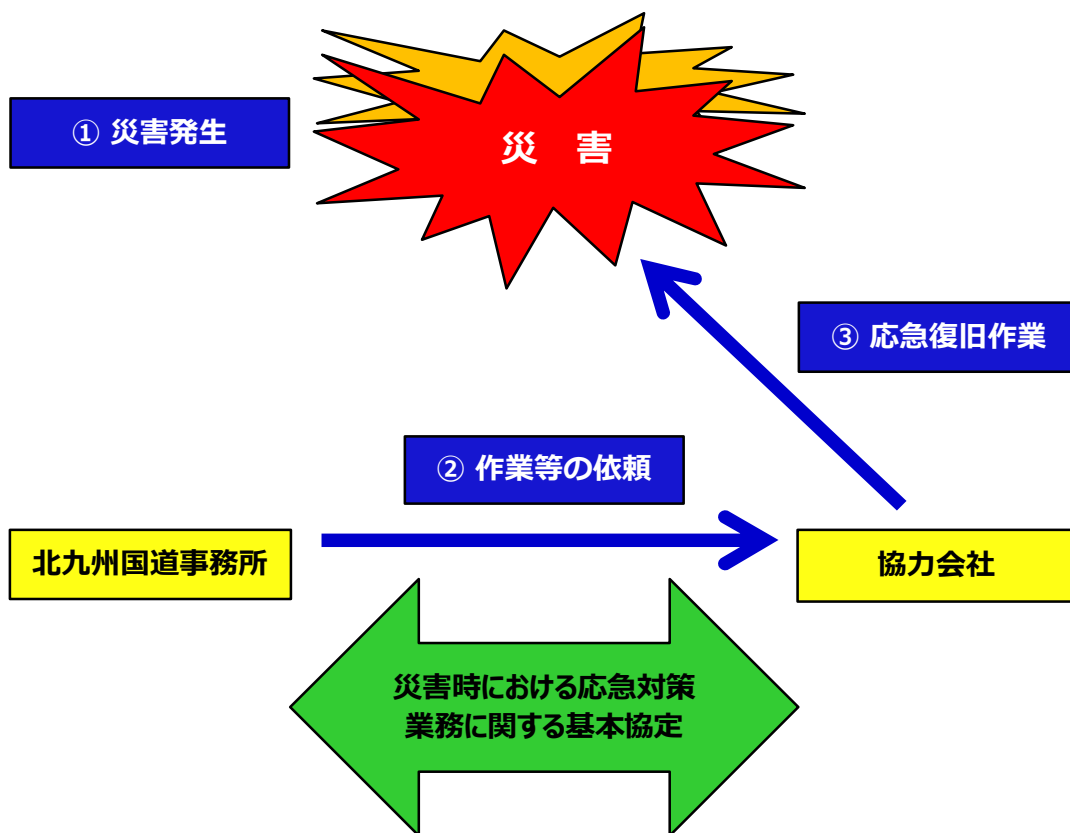 ① 災害発生
災　害
③ 応急復旧作業
② 作業等の依頼
北九州国道事務所
協力会社
災害時における応急対策
業務に関する基本協定